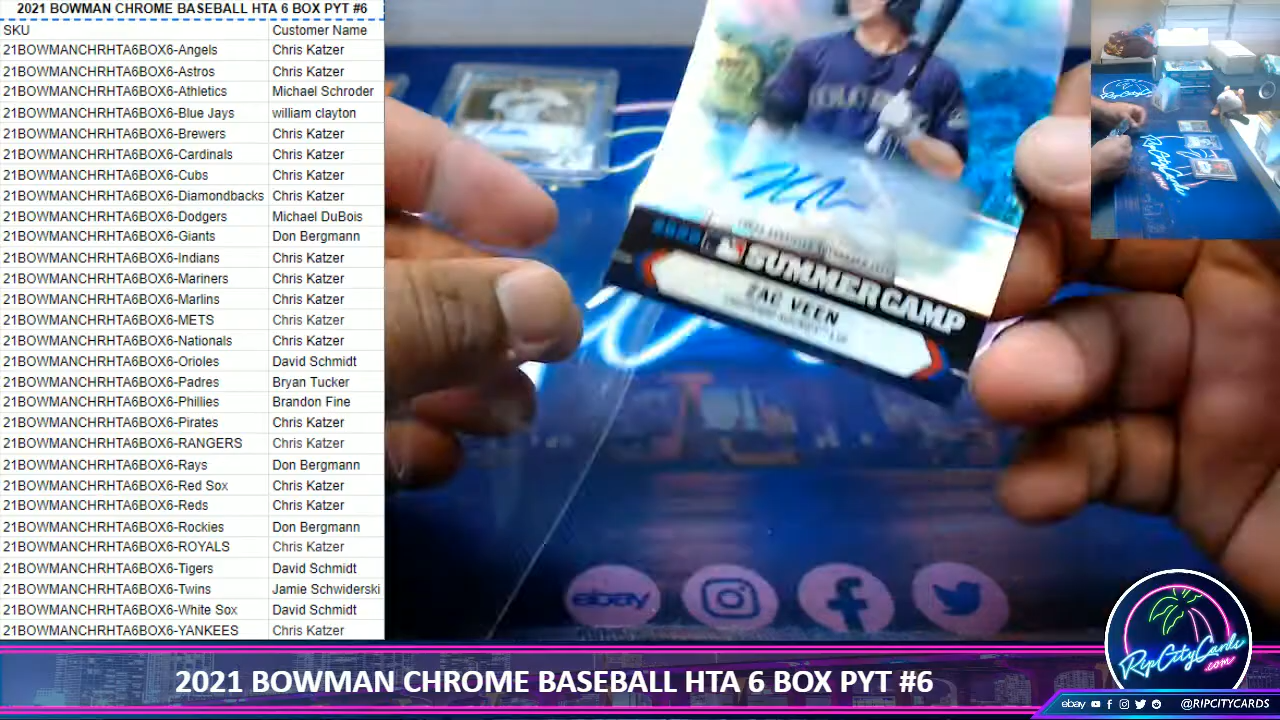 2021 BOWMAN CHROME BASEBALL HTA 6 BOX PYT #6
SKU Customer Name
21BOWMANCHRHTA6BOX6-Angels Chris Katzer
21BOWMANCHRHTA6BOX6-Astros Chris Katzer
21BOWMANCHRHTA6BOX6-Athletics Michael Schroder
21BOWMANCHRHTA6BOX6-Blue Jays william clayton
21BOWMANCHRHTA6BOX6-Brewers Chris Katzer
21BOWMANCHRHTA6BOX6-Cardinals Chris Katzer
21BOWMANCHRHTA6BOX6-Cubs Chris Katzer
21BOWMANCHRHTA6BOX6-Diamondbacks Chris Katzer
21BOWMANCHRHTA6BOX6-Dodgers Michael DuBois
21BOWMANCHRHTA6BOX6-Giants Don Bergmann
21BOWMANCHRHTA6BOX6-Indians Chris Katzer
21BOWMANCHRHTA6BOX6-Mariners Chris Katzer
21BOWMANCHRHTA6BOX6-Marlins Chris Katzer
21BOWMANCHRHTA6BOX6-METS Chris Katzer
21BOWMANCHRHTA6BOX6-Nationals Chris Katzer
21BOWMANCHRHTA6BOX6-Orioles David Schmidt
21BOWMANCHRHTA6BOX6-Padres Bryan Tucker
21BOWMANCHRHTA6BOX6-Phillies Brandon Fine
21BOWMANCHRHTA6BOX6-Pirates Chris Katzer
21BOWMANCHRHTA6BOX6-RANGERS Chris Katzer
21BOWMANCHRHTA6BOX6-Rays Don Bergmann
21BOWMANCHRHTA6BOX6-Red Sox Chris Katzer
21BOWMANCHRHTA6BOX6-Reds Chris Katzer
21BOWMANCHRHTA6BOX6-Rockies Don Bergmann
21BOWMANCHRHTA6BOX6-ROYALS Chris Katzer
21BOWMANCHRHTA6BOX6-Tigers David Schmidt
21BOWMANCHRHTA6BOX6-Twins Jamie Schwiderski
21BOWMANCHRHTA6BOX6-White Sox David Schmidt
21BOWMANCHRHTA6BOX6-YANKEES Chris Katzer
SUMMER CAMP
ZAC VEEN
ebay
RipCityCards
.com
2021 BOWMAN CHROME BASEBALL HTA 6 BOX PYT #6
ebay @RIPCITYCARDS